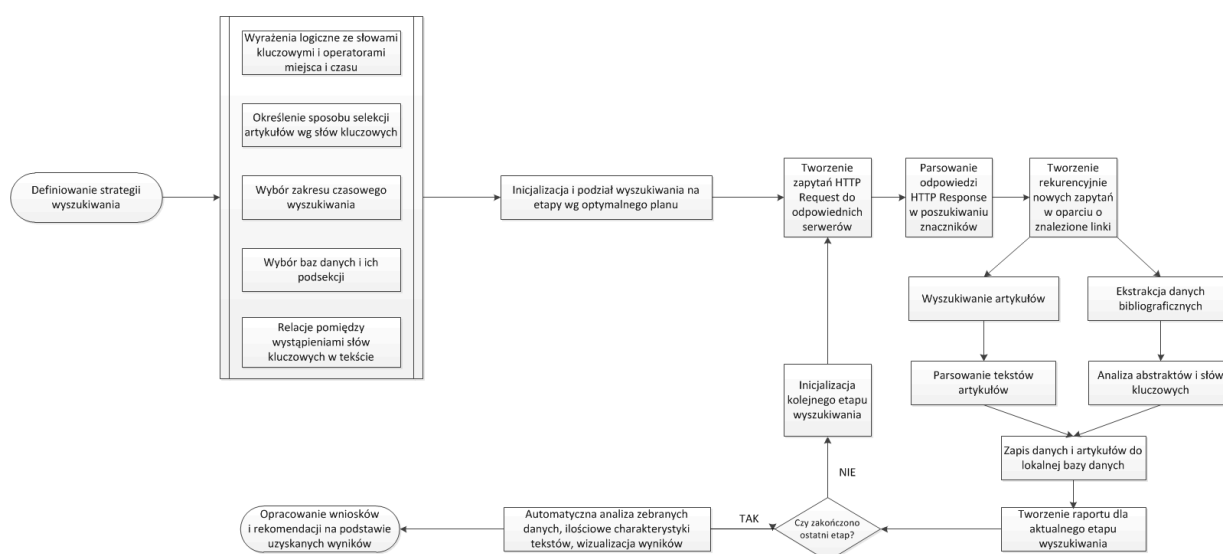 Definiowanie strategii
wyszukiwania
Wyrażenia logiczne ze słowami
kluczowymi i operatorami
miejsca i czasu
Określenie sposobu selekcji
artykułów wg słów kluczowych
Wybór zakresu czasowego
wyszukiwania
Wybór baz danych i ich
podsekcji
Relacje pomiędzy
wystąpieniami słów
kluczowych w tekście
Inicjalizacja i podział wyszukiwania na
etapy wg optymalnego planu
Tworzenie
zapytań HTTP
Request do
odpowiednich
serwerów
Parsowanie
odpowiedzi
HTTP Response
w poszukiwaniu
znaczników
Tworzenie
rekurencyjnie
nowych zapytań
w oparciu o
znalezione linki
Wyszukiwanie artykułów
Ekstrakcja danych
bibliograficznych
Parsowanie tekstów
artykułów
Analiza abstraktów i słów
kluczowych
Zapis danych i artykułów do
lokalnej bazy danych
Tworzenie raportu dla
aktualnego etapu
wyszukiwania
Czy zakończono
ostatni etap?
NIE
Inicjalizacja
kolejnego etapu
wyszukiwania
TAK
Automatyczna analiza zebranych
danych, ilościowe charakterystyki
tekstów, wizualizacja wyników
Opracowanie wniosków
i rekomendacji na podstawie
uzyskanych wyników